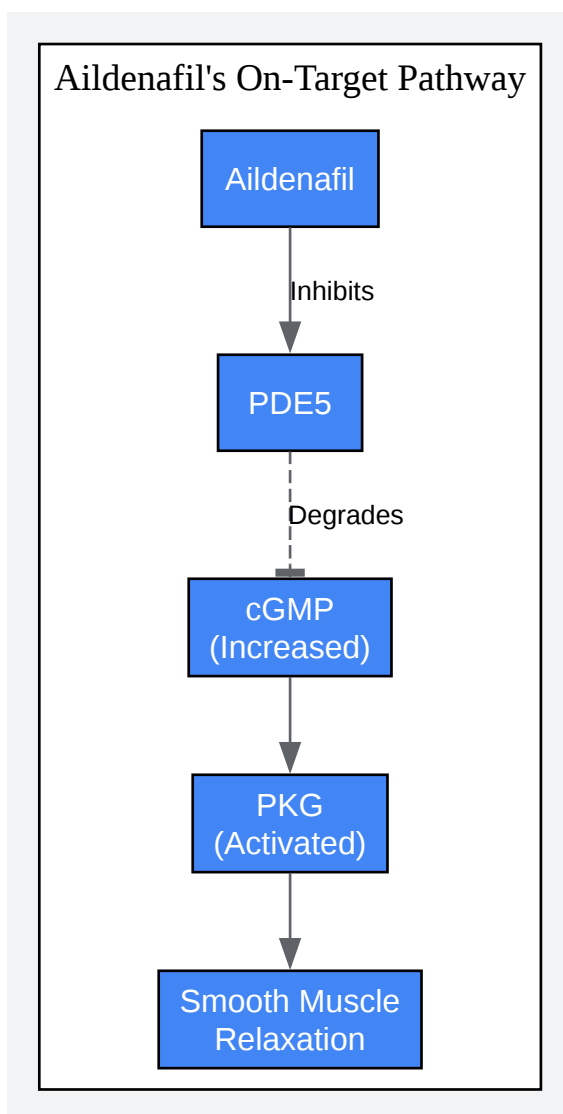 Aildenafil's On-Target Pathway
Aildenafil
Inhibits
PDE5
Degrades
cGMP
(Increased)
PKG
(Activated)
Smooth Muscle
Relaxation